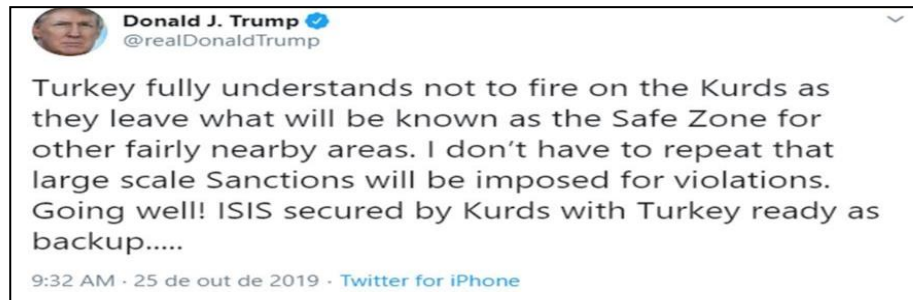 Donald J. Trump
@realDonaldTrump
Turkey fully understands not to fire on the Kurds as
they leave what will be known as the Safe Zone for
other fairly nearby areas. I don't have to repeat that
large scale Sanctions will be imposed for violations.
Going well! ISIS secured by Kurds with Turkey ready as
backup.....
9:32 AM · 25 de out de 2019 · Twitter for iPhone